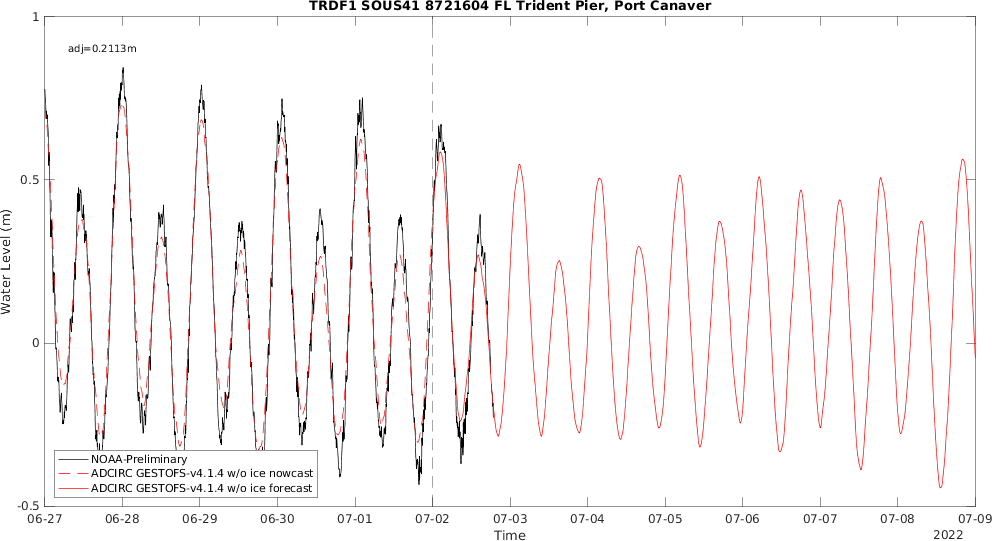 TRDF1 SOUS41 8721604 FL Trident Pier, Port Canaver
adj=0.2113m
1
0.5
0
-0.5
Water Level (m)
NOAA-Preliminary
ADCIRC GESTOFS-v4.1.4 w/o ice nowcast
ADCIRC GESTOFS-v4.1.4 w/o ice forecast
06-27 06-28 06-29 06-30 07-01 07-02 07-03 07-04 07-05 07-06 07-07 07-08 07-09
Time
2022